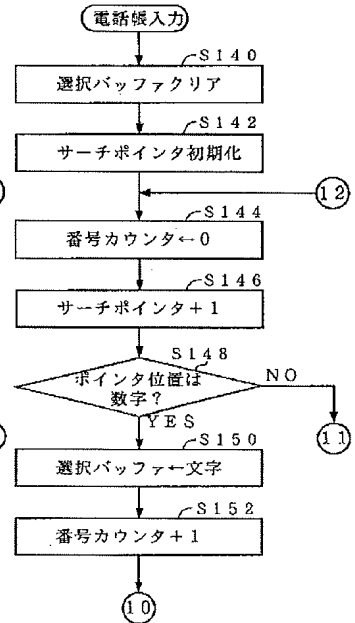 電話帳入力
S140
選択バッファクリア
S142
サーチポインタ初期化
12
S144
番号カウンタ←0
S146
サーチポインタ+1
S148
ポインタ位置は
数字?
NO
YES
11
S150
選択バッファ←文字
S152
番号カウンタ+1
10